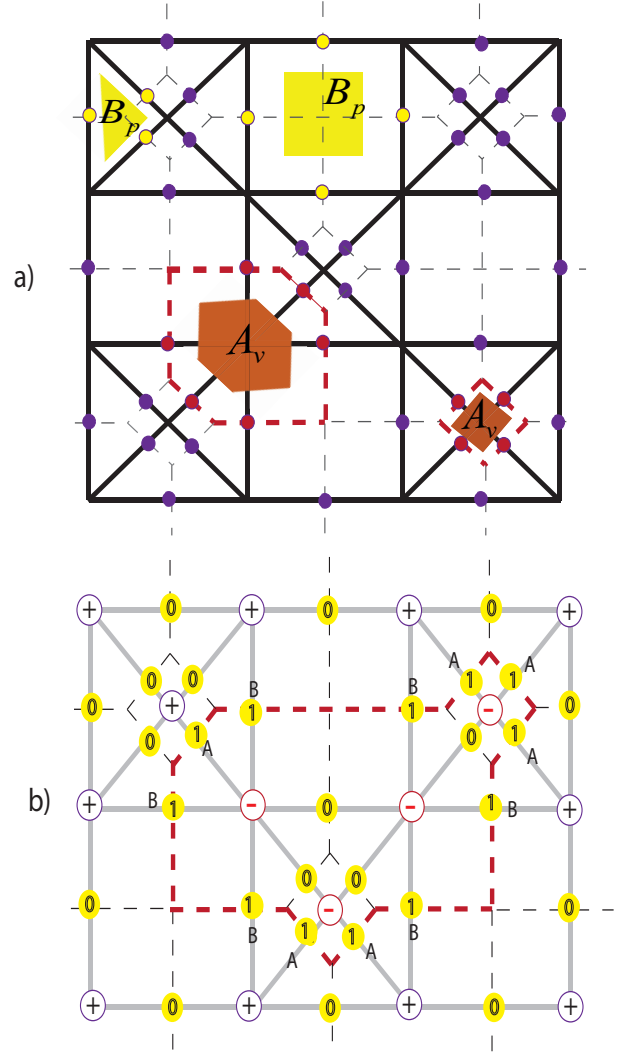 B_p B_p
a)
A_v
A_v
+ 0 + 0 + 0 +
A A
0 0 1 1
B B
0 + 1 1 - 0
0 1 0 1
A A
b) + B 1 - 0 - 1 B +
0 0
0 1 - 1 0
1 1
B B
A A
+ 0 + 0 + 0 +